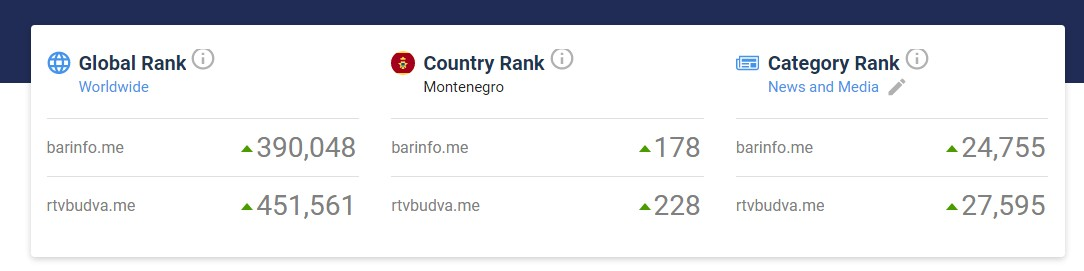 Global Rank
Worldwide
barinfo.me 390,048
rtvbudva.me 451,561
Country Rank
Montenegro
barinfo.me 178
rtvbudva.me 228
Category Rank
News and Media
barinfo.me 24,755
rtvbudva.me 27,595